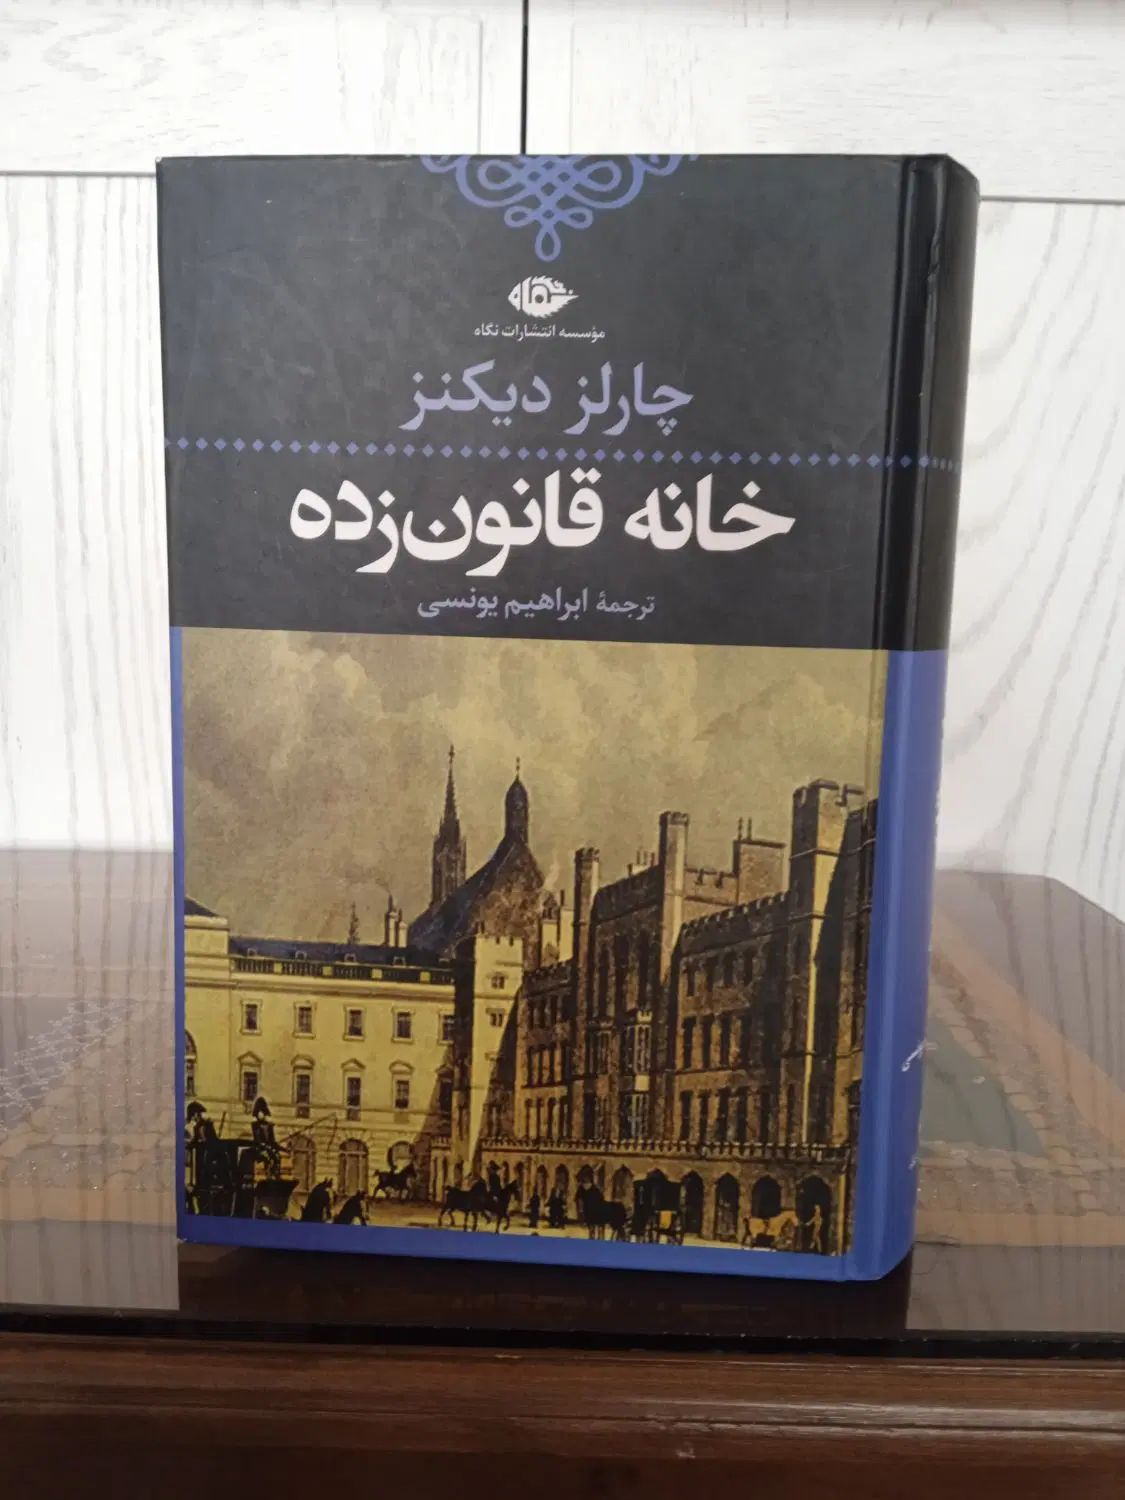 نگاه
مؤسسه انتشارات نگاه
چارلز دیکنز
خانه قانون‌زده
ترجمهٔ ابراهیم یونسی